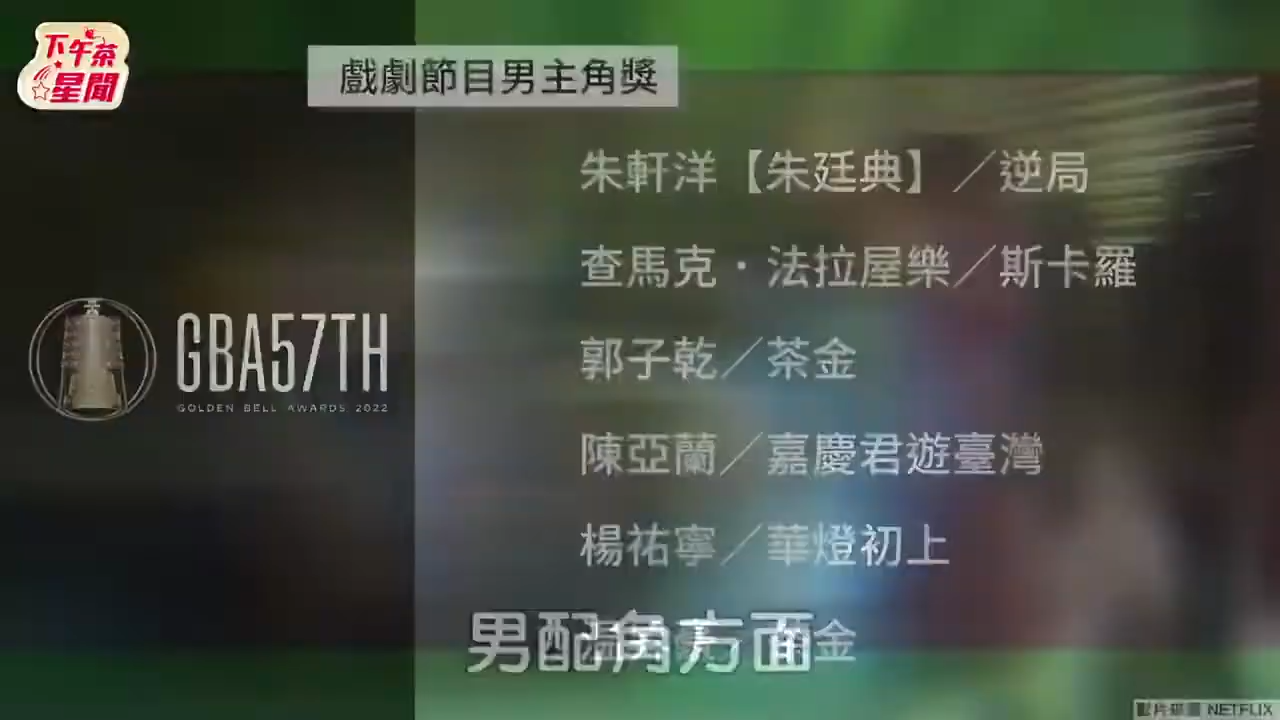 下午茶
星聞
戲劇節目男主角獎
朱軒洋【朱廷典】／逆局
查馬克・法拉屋樂／斯卡羅
郭子乾／茶金
GBA57TH
GOLDEN BELL AWARDS 2022
陳亞蘭／嘉慶君遊臺灣
楊祐寧／華燈初上
金
男配角方面
NETFLIX